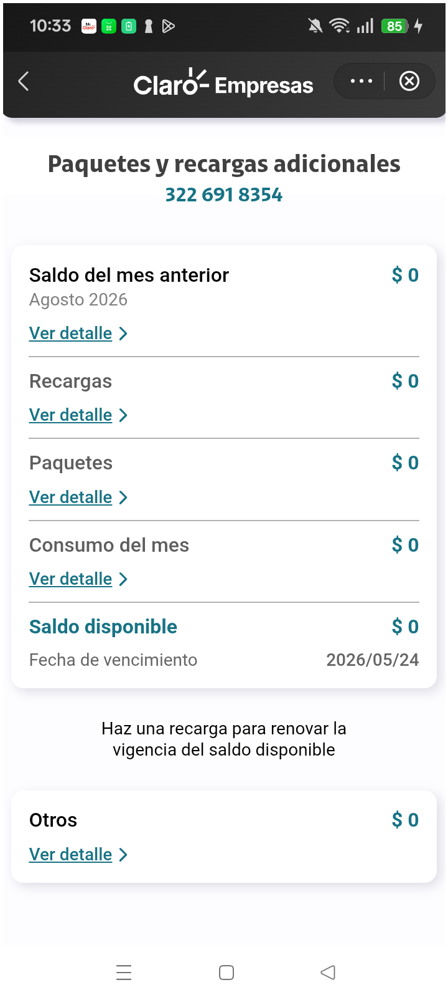 10:33
Mi
Claro
85
Claro Empresas
Paquetes y recargas adicionales
322 691 8354
Saldo del mes anterior $ 0
Agosto 2026
Ver detalle
Recargas $ 0
Ver detalle
Paquetes $ 0
Ver detalle
Consumo del mes $ 0
Ver detalle
Saldo disponible $ 0
Fecha de vencimiento 2026/05/24
Haz una recarga para renovar la
vigencia del saldo disponible
Otros $ 0
Ver detalle